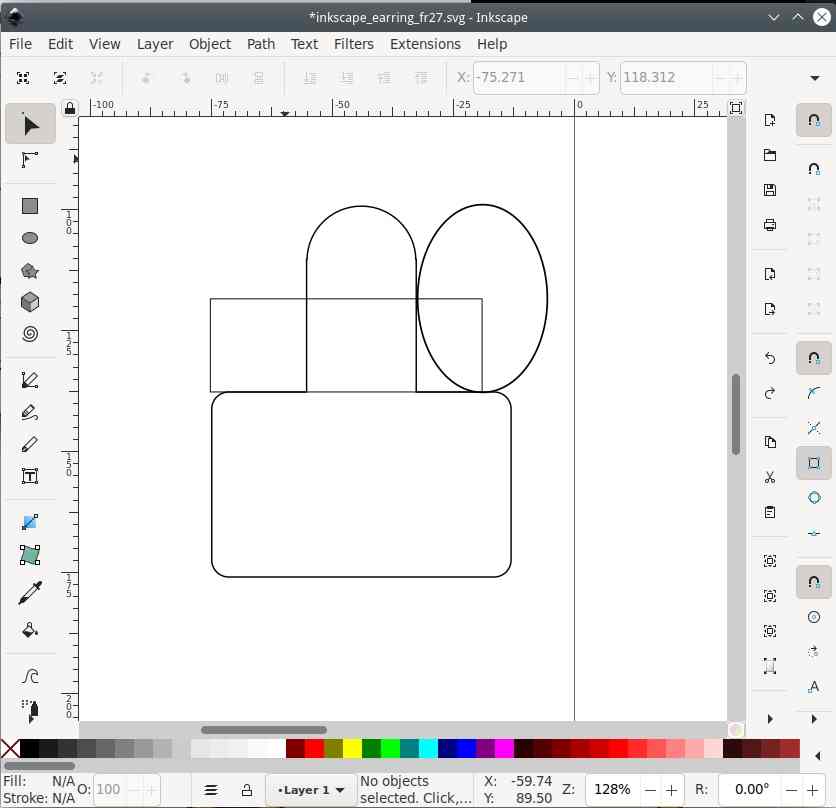 *inkscape_earring_fr27.svg - Inkscape
File Edit View Layer Object Path Text Filters Extensions Help
X: -75.271 Y: 118.312
-100 -75 -50 -25 0 25
100
125
150
175
200
Fill: N/A O: 100 •Layer 1 No objects X: -59.74 Z: 128% R: 0.00°
Stroke: N/A selected. Click,... Y: 89.50